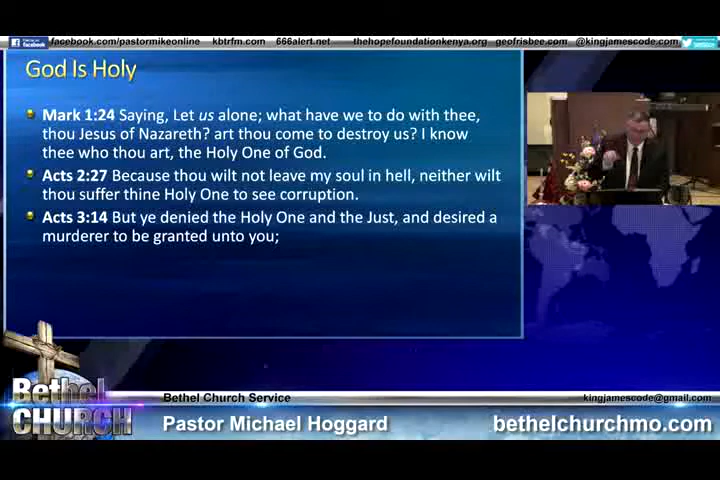 facebook.com/pastormikeonline kbtrfm.com 666alert.net thehopefoundationkenya.org geofrisbee.com @kingjamescode.com
God Is Holy
Mark 1:24 Saying, Let us alone; what have we to do with thee,
thou Jesus of Nazareth? art thou come to destroy us? I know
thee who thou art, the Holy One of God.
Acts 2:27 Because thou wilt not leave my soul in hell, neither wilt
thou suffer thine Holy One to see corruption.
Acts 3:14 But ye denied the Holy One and the Just, and desired a
murderer to be granted unto you;
Bethel
CHURCH
Bethel Church Service
kingjamescode@gmail.com
Pastor Michael Hoggard
bethelchurchmo.com